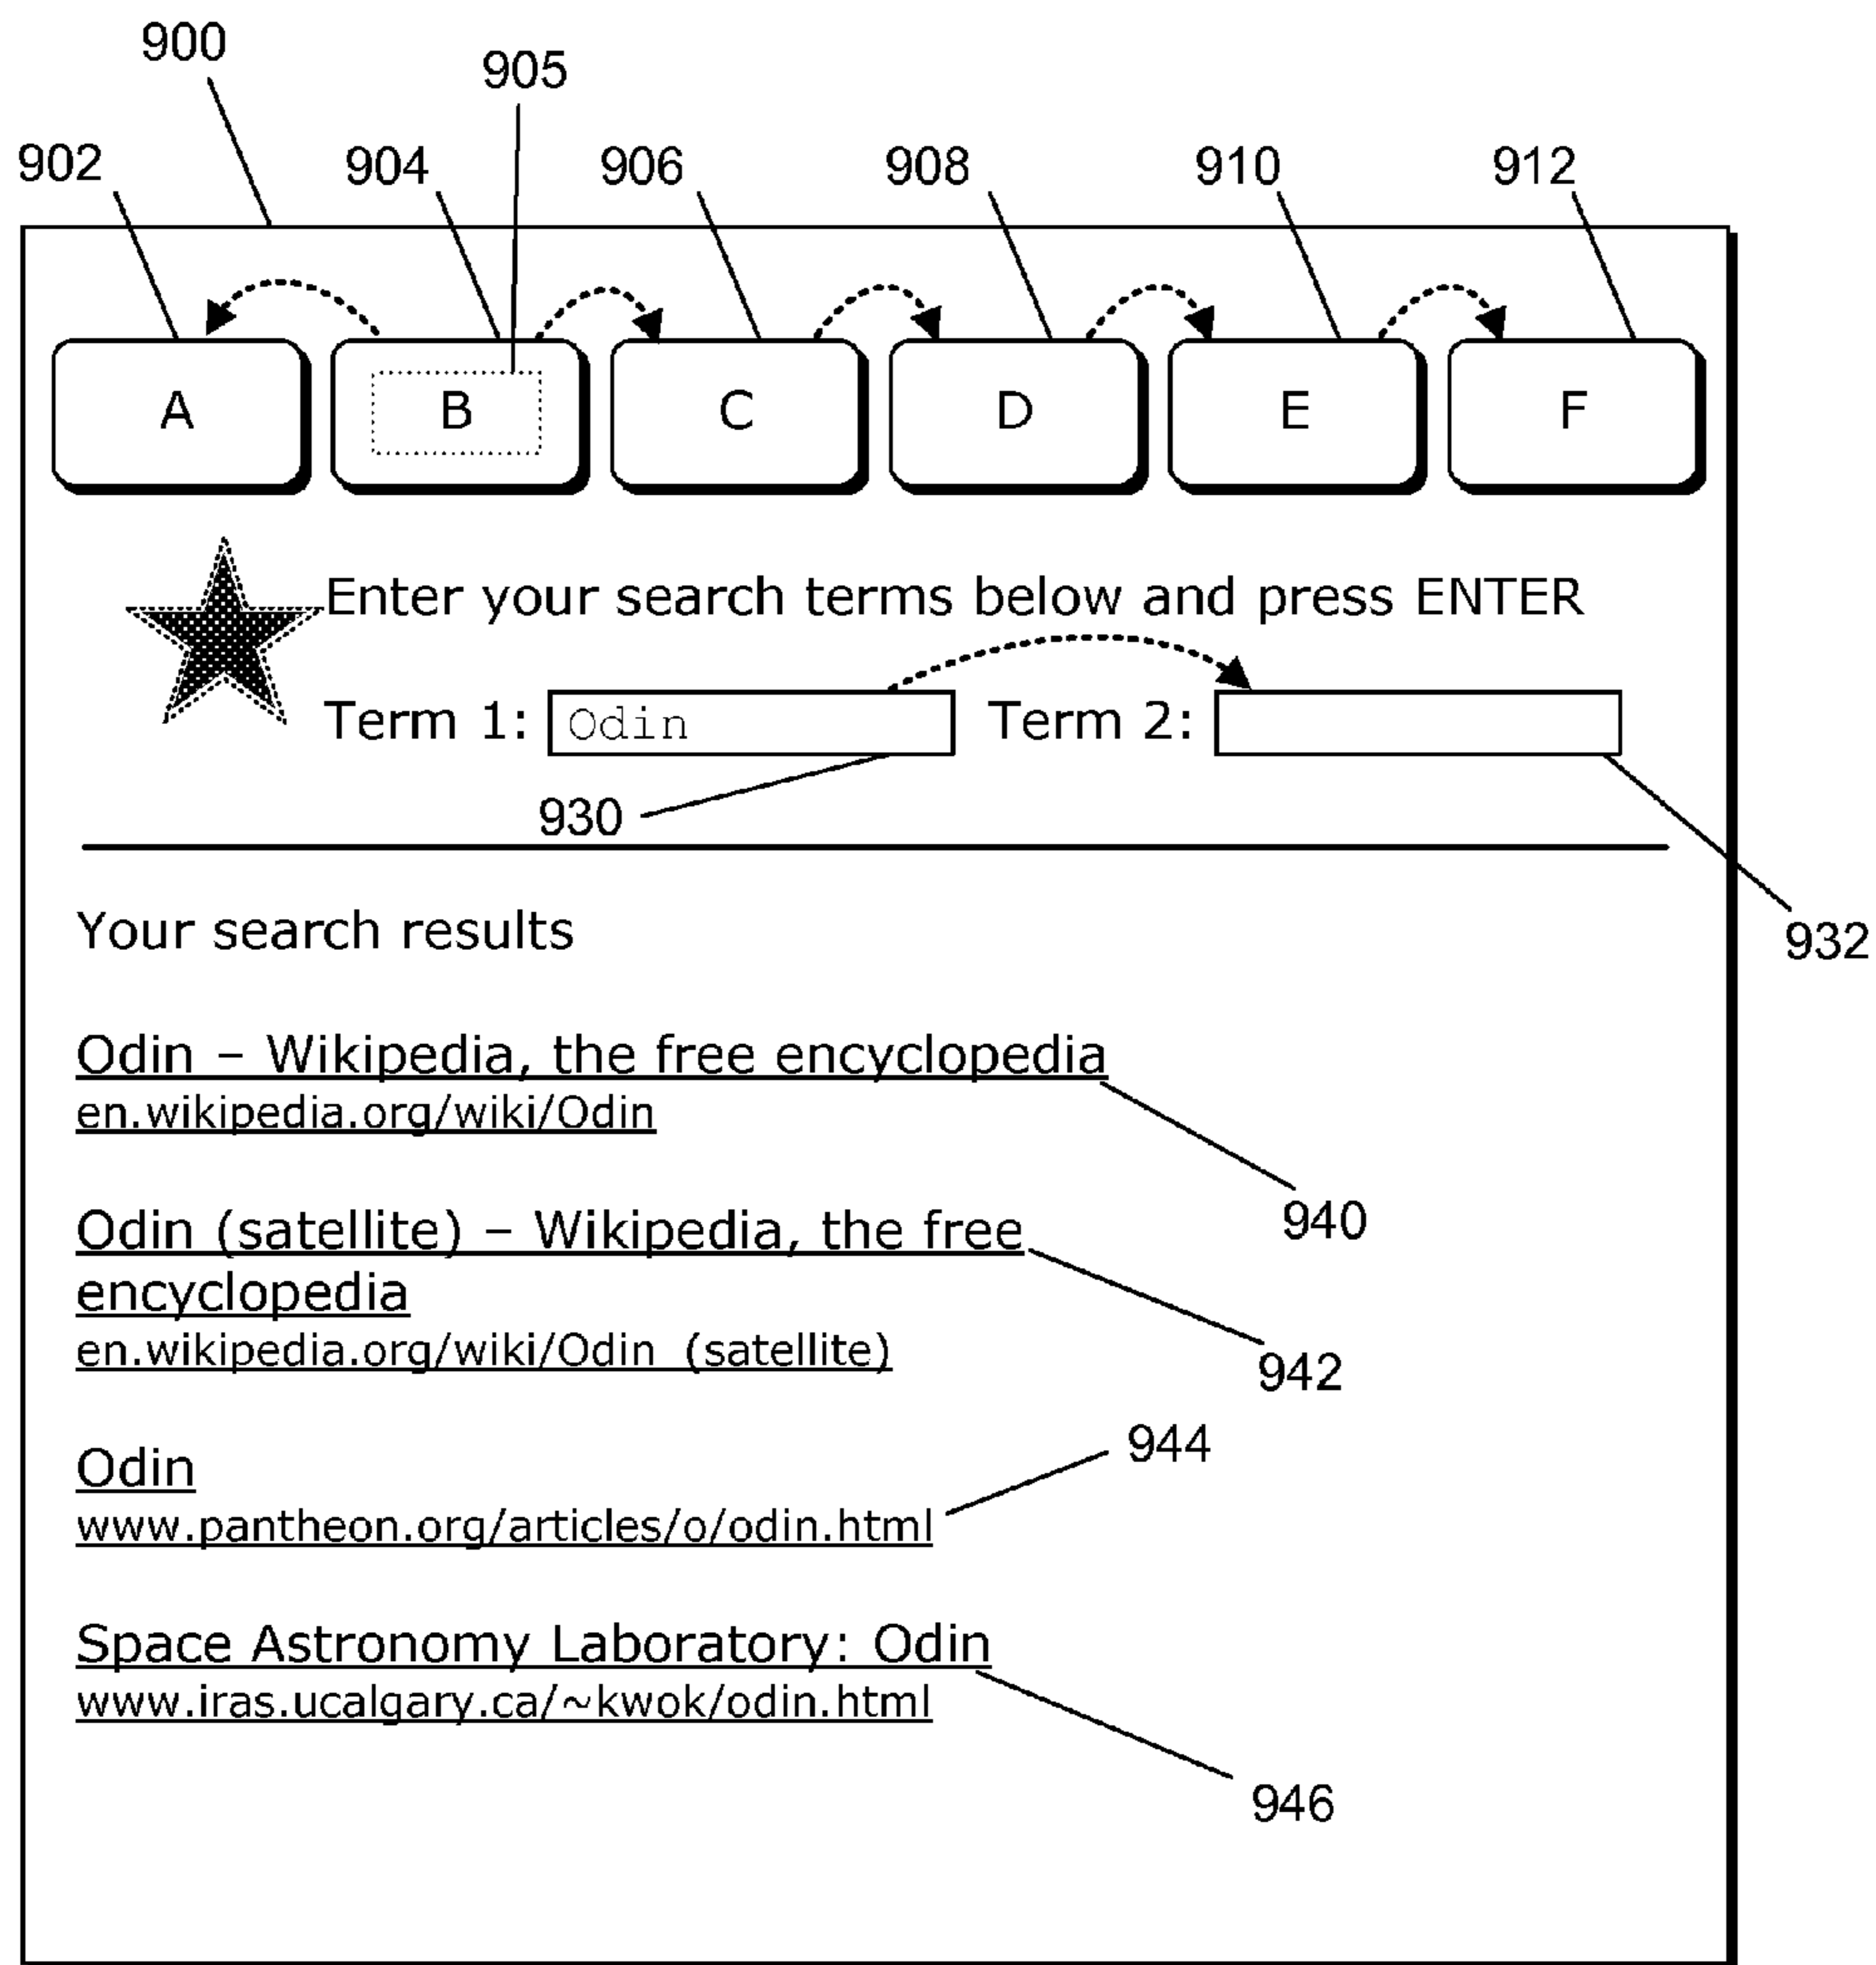 900
905
902 904 906 908 910 912
A B C D E F
Enter your search terms below and press ENTER
Term 1: Odin Term 2:
930
Your search results
932
Odin – Wikipedia, the free encyclopedia
en.wikipedia.org/wiki/Odin
940
Odin (satellite) – Wikipedia, the free
encyclopedia
en.wikipedia.org/wiki/Odin_(satellite)
942
944
Odin
www.pantheon.org/articles/o/odin.html
Space Astronomy Laboratory: Odin
www.iras.ucalgary.ca/~kwok/odin.html
946